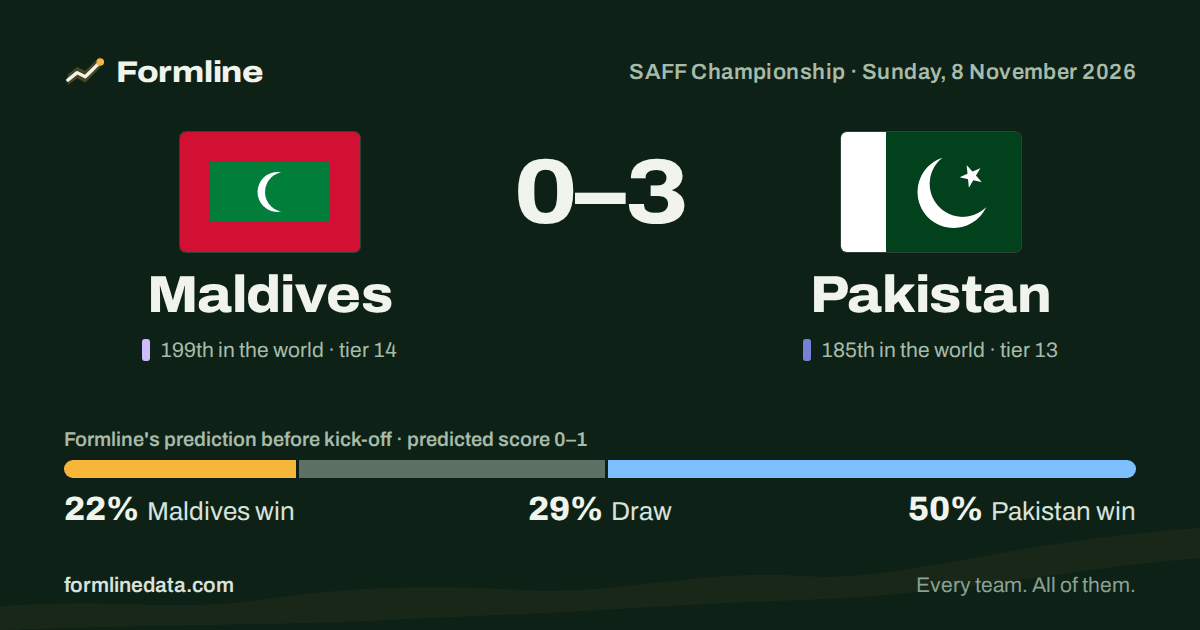 Formline
SAFF Championship · Sunday, 8 November 2026
0–3
Maldives
Pakistan
199th in the world · tier 14
185th in the world · tier 13
Formline's prediction before kick-off · predicted score 0–1
22% Maldives win
29% Draw
50% Pakistan win
formlinedata.com
Every team. All of them.